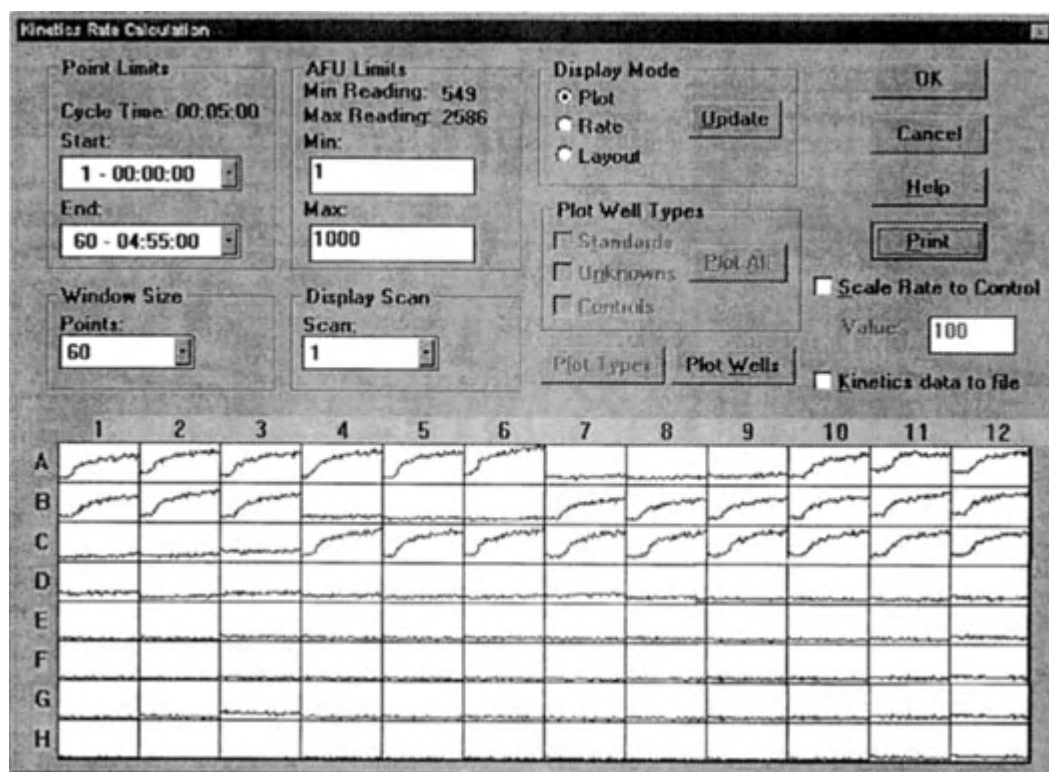 Kinetics Rate Calculation
Point Limits
Cycle Time: 00:05:00
Start:
1 - 00:00:00
End:
60 - 04:55:00
AFU Limits
Min Reading: 549
Max Reading: 2586
Min:
1
Max:
1000
Display Mode
Plot
Rate
Layout
Update
OK
Cancel
Help
Print
Plot Well Types
Standards
Unknowns
Controls
Plot All
Window Size
Points:
60
Display Scan
Scan:
1
Plot Types
Plot Wells
Scale Rate to Control
Value:
100
Kinetics data to file
1 2 3 4 5 6 7 8 9 10 11 12
A
B
C
D
E
F
G
H